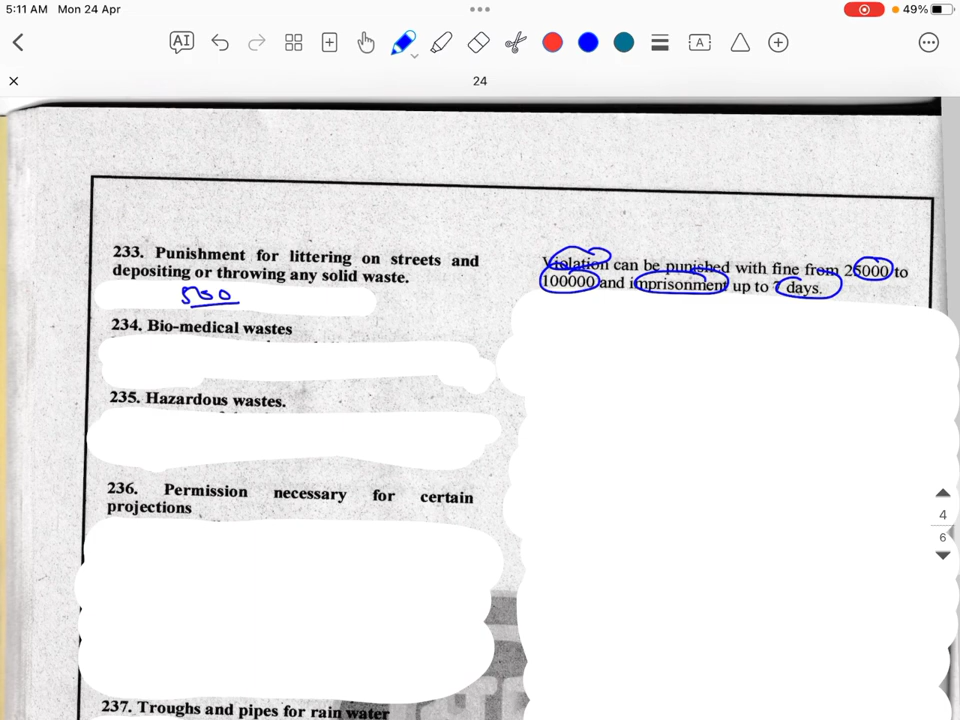 5:11 AM Mon 24 Apr
49%
AI
A
24
233. Punishment for littering on streets and
depositing or throwing any solid waste.
500
234. Bio-medical wastes
235. Hazardous wastes.
236. Permission necessary for certain
projections
237. Troughs and pipes for rain water
Violation can be punished with fine from 25000 to
100000 and imprisonment up to 7 days.
4
6